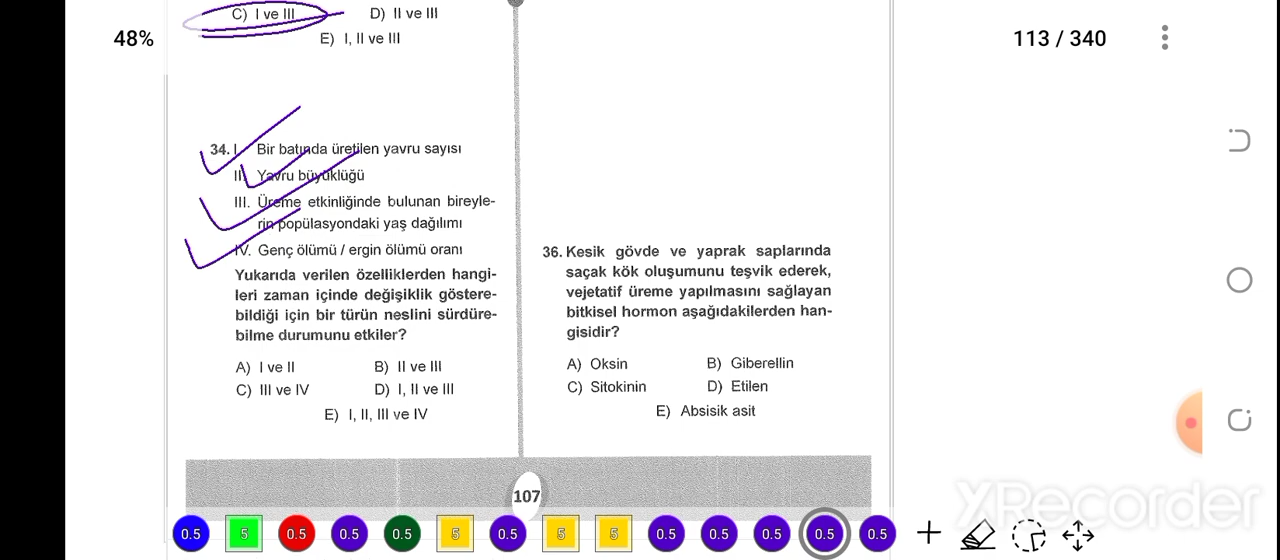 48%
113 / 340
C) I ve III
D) II ve III
E) I, II ve III
34. I. Bir batında üretilen yavru sayısı
II. Yavru büyüklüğü
III. Üreme etkinliğinde bulunan bireyle-
rin popülasyondaki yaş dağılımı
IV. Genç ölümü / ergin ölümü oranı
Yukarıda verilen özelliklerden hangi-
leri zaman içinde değişiklik göstere-
bildiği için bir türün neslini sürdüre-
bilme durumunu etkiler?
A) I ve II
B) II ve III
C) III ve IV
D) I, II ve III
E) I, II, III ve IV
36. Kesik gövde ve yaprak saplarında
saçak kök oluşumunu teşvik ederek,
vejetatif üreme yapılmasını sağlayan
bitkisel hormon aşağıdakilerden han-
gisidir?
A) Oksin
B) Giberellin
C) Sitokinin
D) Etilen
E) Absisik asit
107
0.5 5 0.5 0.5 0.5 5 0.5 5 5 0.5 0.5 0.5 0.5 0.5
XRecorder